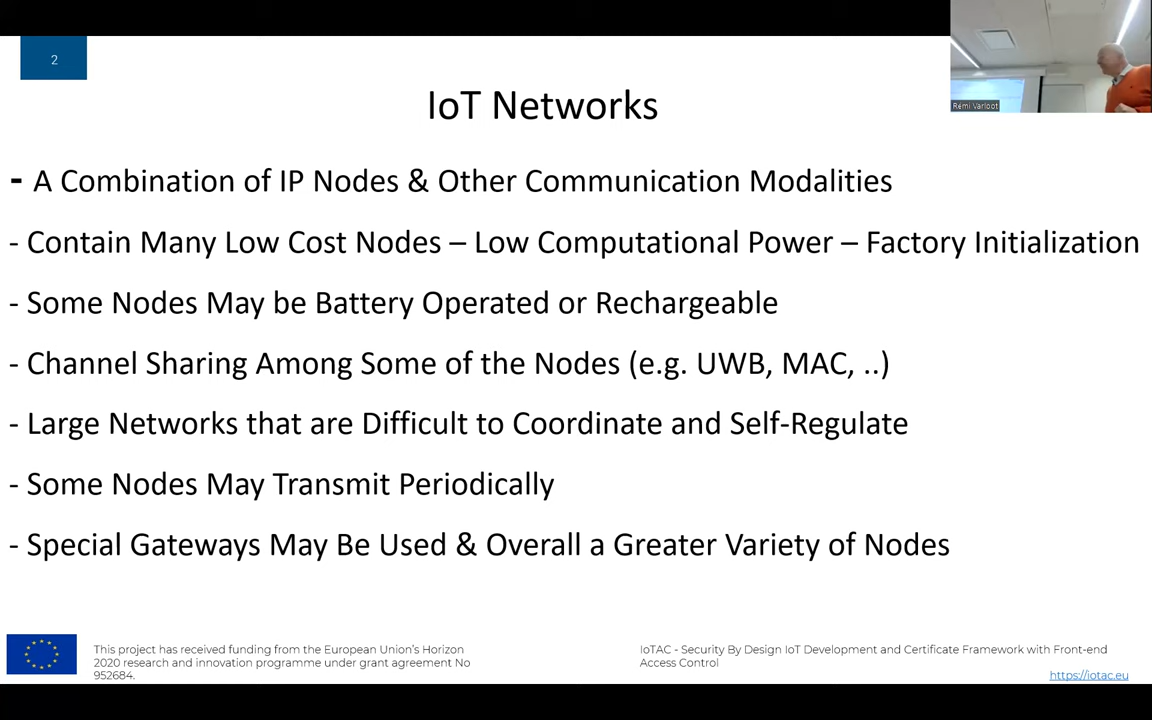 2
Rémi Varloot
IoT Networks
- A Combination of IP Nodes & Other Communication Modalities
- Contain Many Low Cost Nodes – Low Computational Power – Factory Initialization
- Some Nodes May be Battery Operated or Rechargeable
- Channel Sharing Among Some of the Nodes (e.g. UWB, MAC, ..)
- Large Networks that are Difficult to Coordinate and Self-Regulate
- Some Nodes May Transmit Periodically
- Special Gateways May Be Used & Overall a Greater Variety of Nodes
This project has received funding from the European Union's Horizon
2020 research and innovation programme under grant agreement No
952684.
IoTAC - Security By Design IoT Development and Certificate Framework with Front-end
Access Control
https://iotac.eu